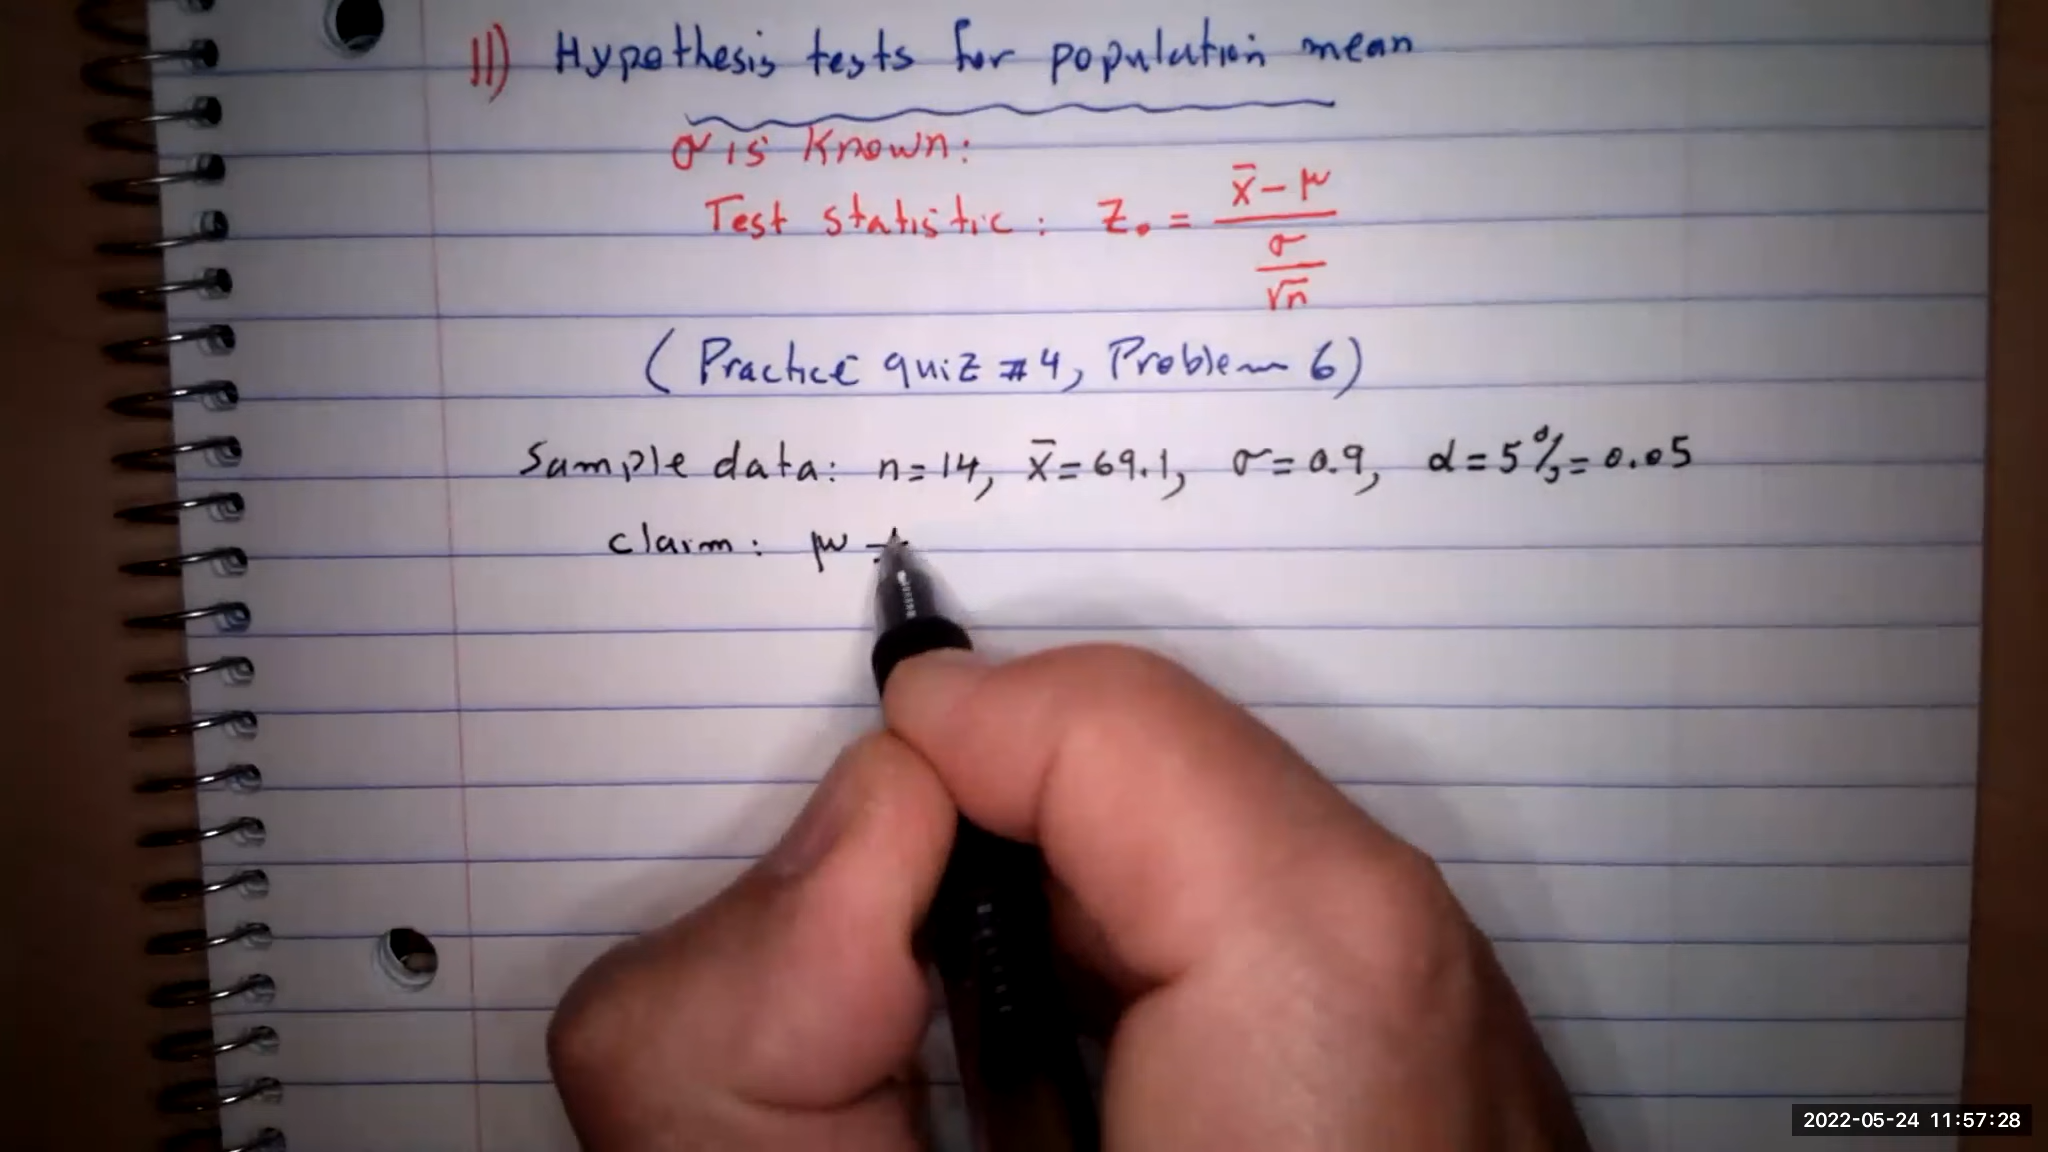 11) Hypothesis tests for population mean
σ is known:
Test statistic: Z₀ = (x̄ - μ) / (σ / √n)
(Practice quiz #4, Problem 6)
Sample data: n=14, x̄=69.1, σ=0.9, α=5%=0.05
claim: μ
2022-05-24 11:57:28